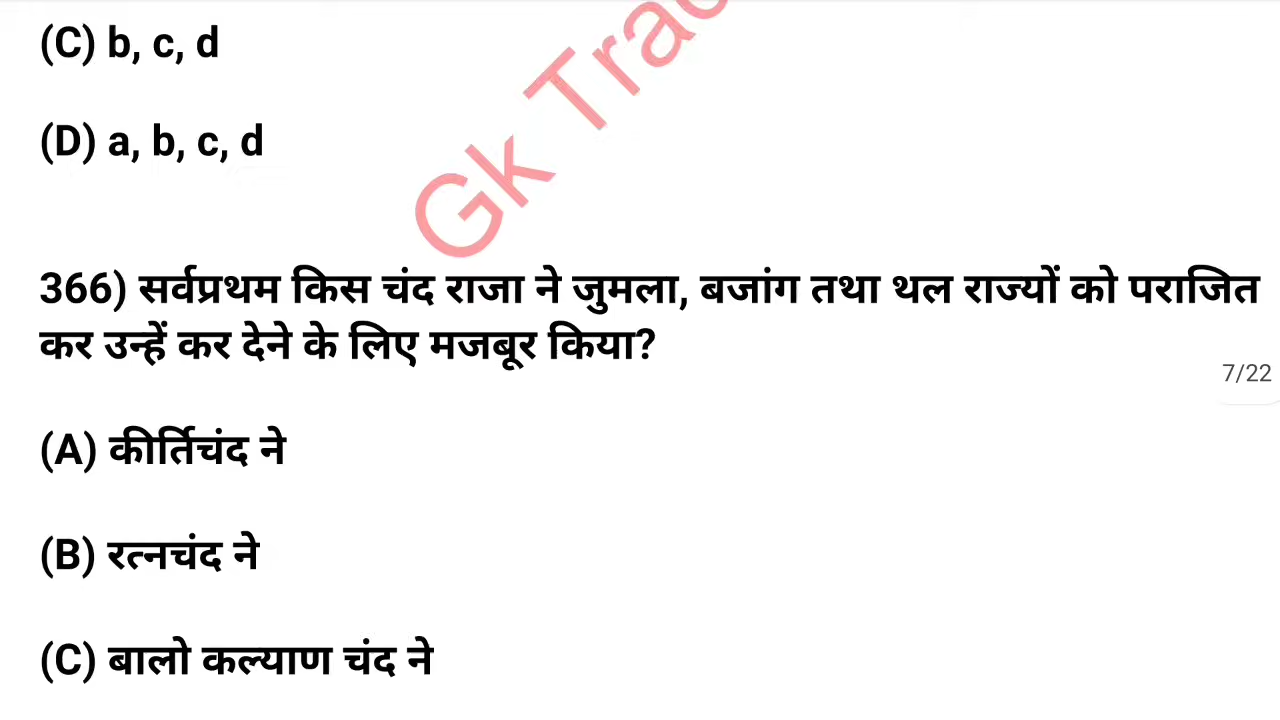 (C) b, c, d
(D) a, b, c, d
Gk Trac
366) सर्वप्रथम किस चंद राजा ने जुमला, बजांग तथा थल राज्यों को पराजित
कर उन्हें कर देने के लिए मजबूर किया?
7/22
(A) कीर्तिचंद ने
(B) रत्नचंद ने
(C) बालो कल्याण चंद ने